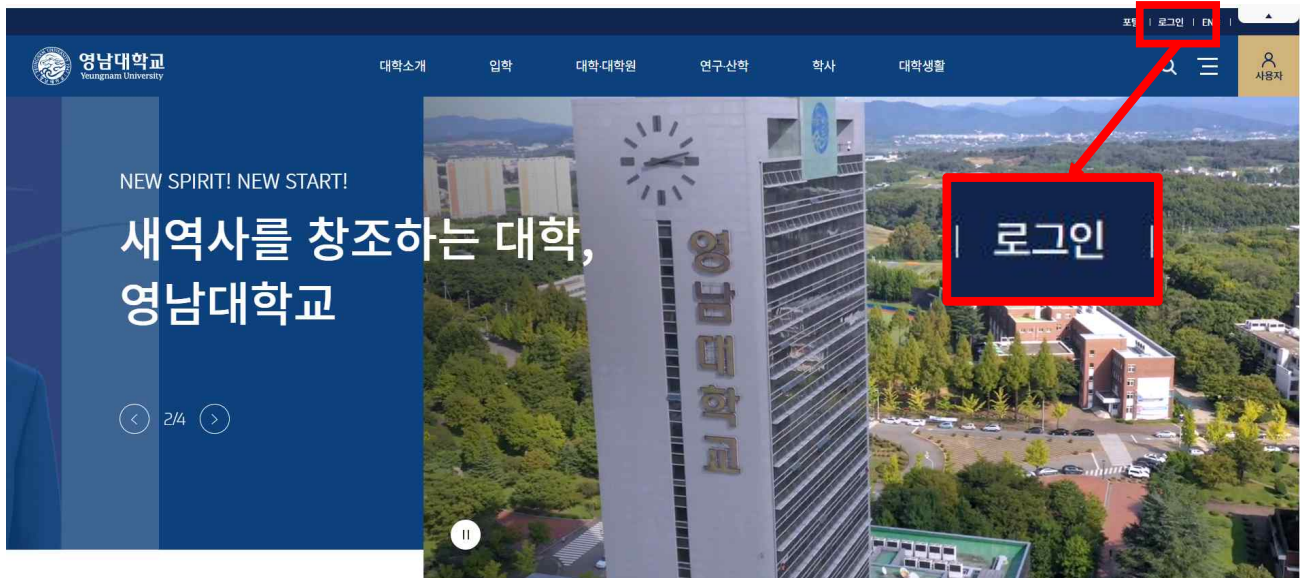 포털 | 로그인 | EN
영남대학교
Yeungnam University
대학소개 입학 대학·대학원 연구·산학 학사 대학생활
사용자
NEW SPIRIT! NEW START!
새역사를 창조하는 대학,
영남대학교
2/4
영남대학교
| 로그인 |